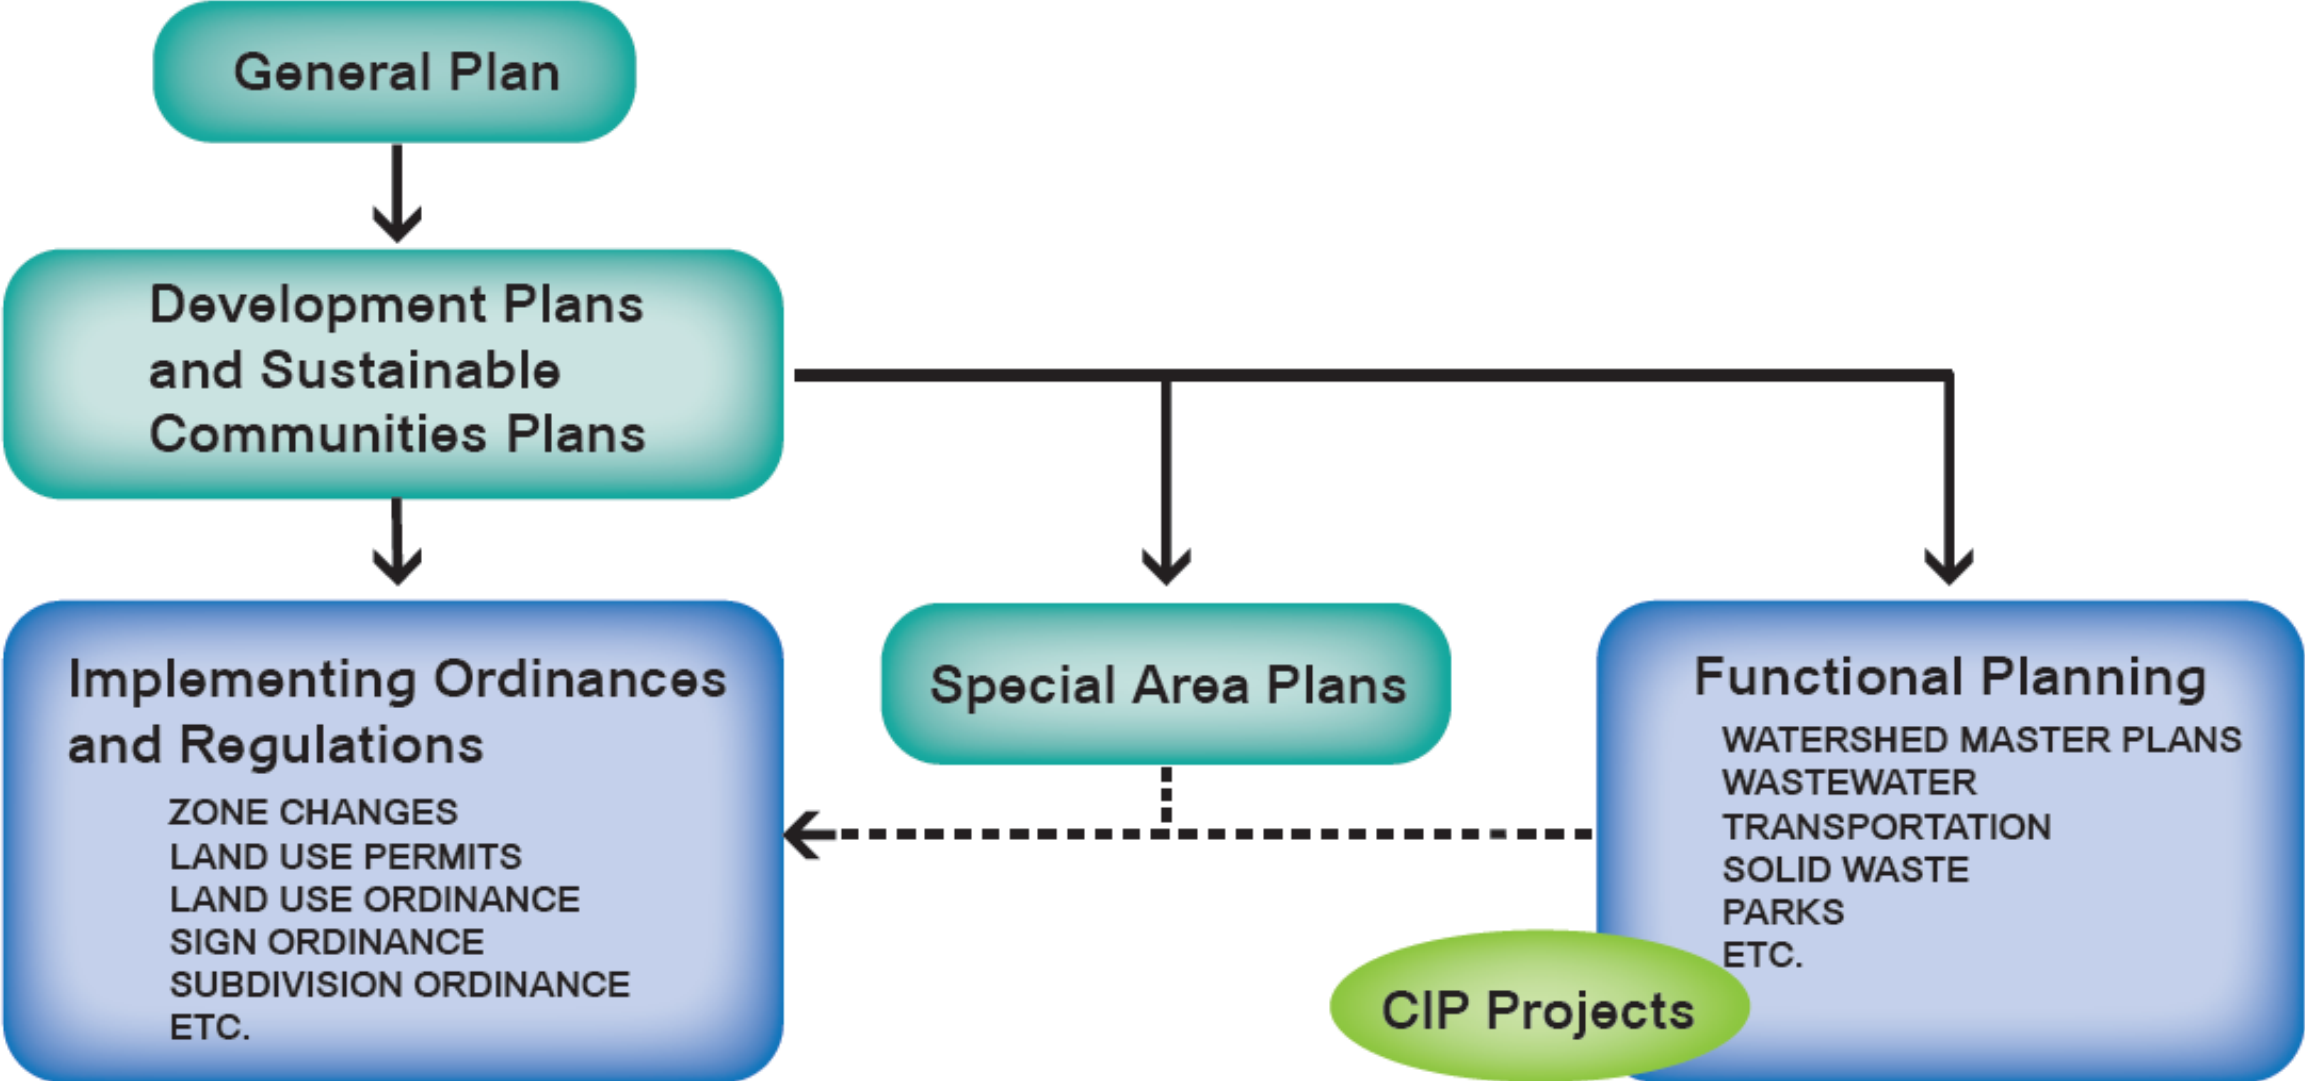 General Plan
Development Plans
and Sustainable
Communities Plans
Implementing Ordinances
and Regulations
ZONE CHANGES
LAND USE PERMITS
LAND USE ORDINANCE
SIGN ORDINANCE
SUBDIVISION ORDINANCE
ETC.
Special Area Plans
Functional Planning
WATERSHED MASTER PLANS
WASTEWATER
TRANSPORTATION
SOLID WASTE
PARKS
ETC.
CIP Projects